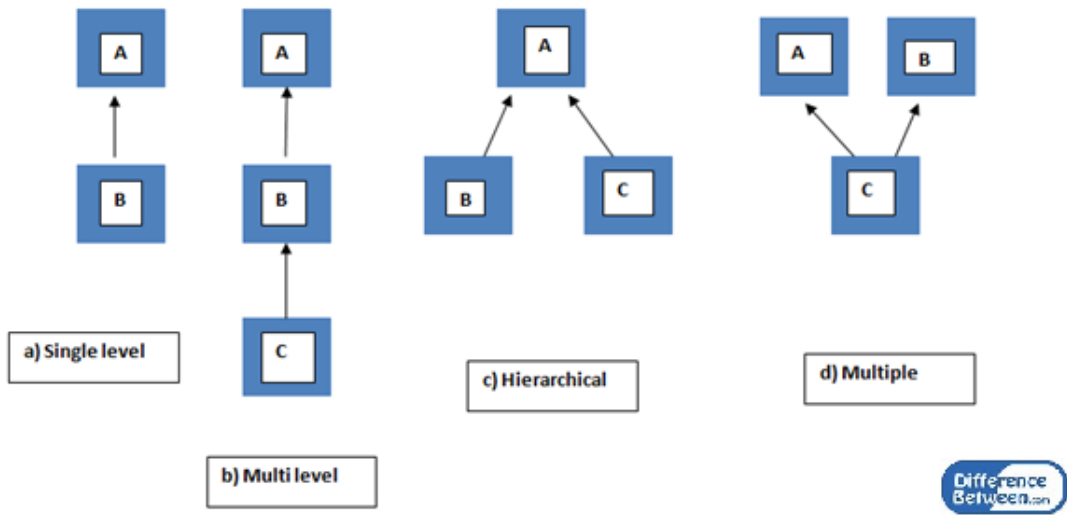 A
B
a) Single level
A
B
C
b) Multi level
A
B
C
c) Hierarchical
A
B
C
d) Multiple
Difference
Between.com